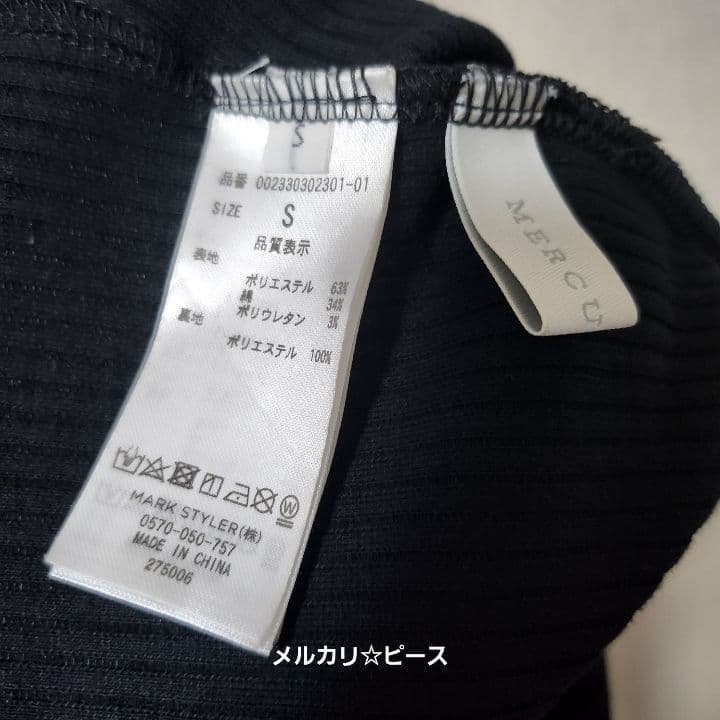 S
品番 002330302301-01
SIZE S
品質表示
表地
ポリエステル 63%
綿 34%
ポリウレタン 3%
裏地
ポリエステル 100%
W
MARK STYLER(株)
0570-050-757
MADE IN CHINA
275006
MERCU
メルカリ☆ピース